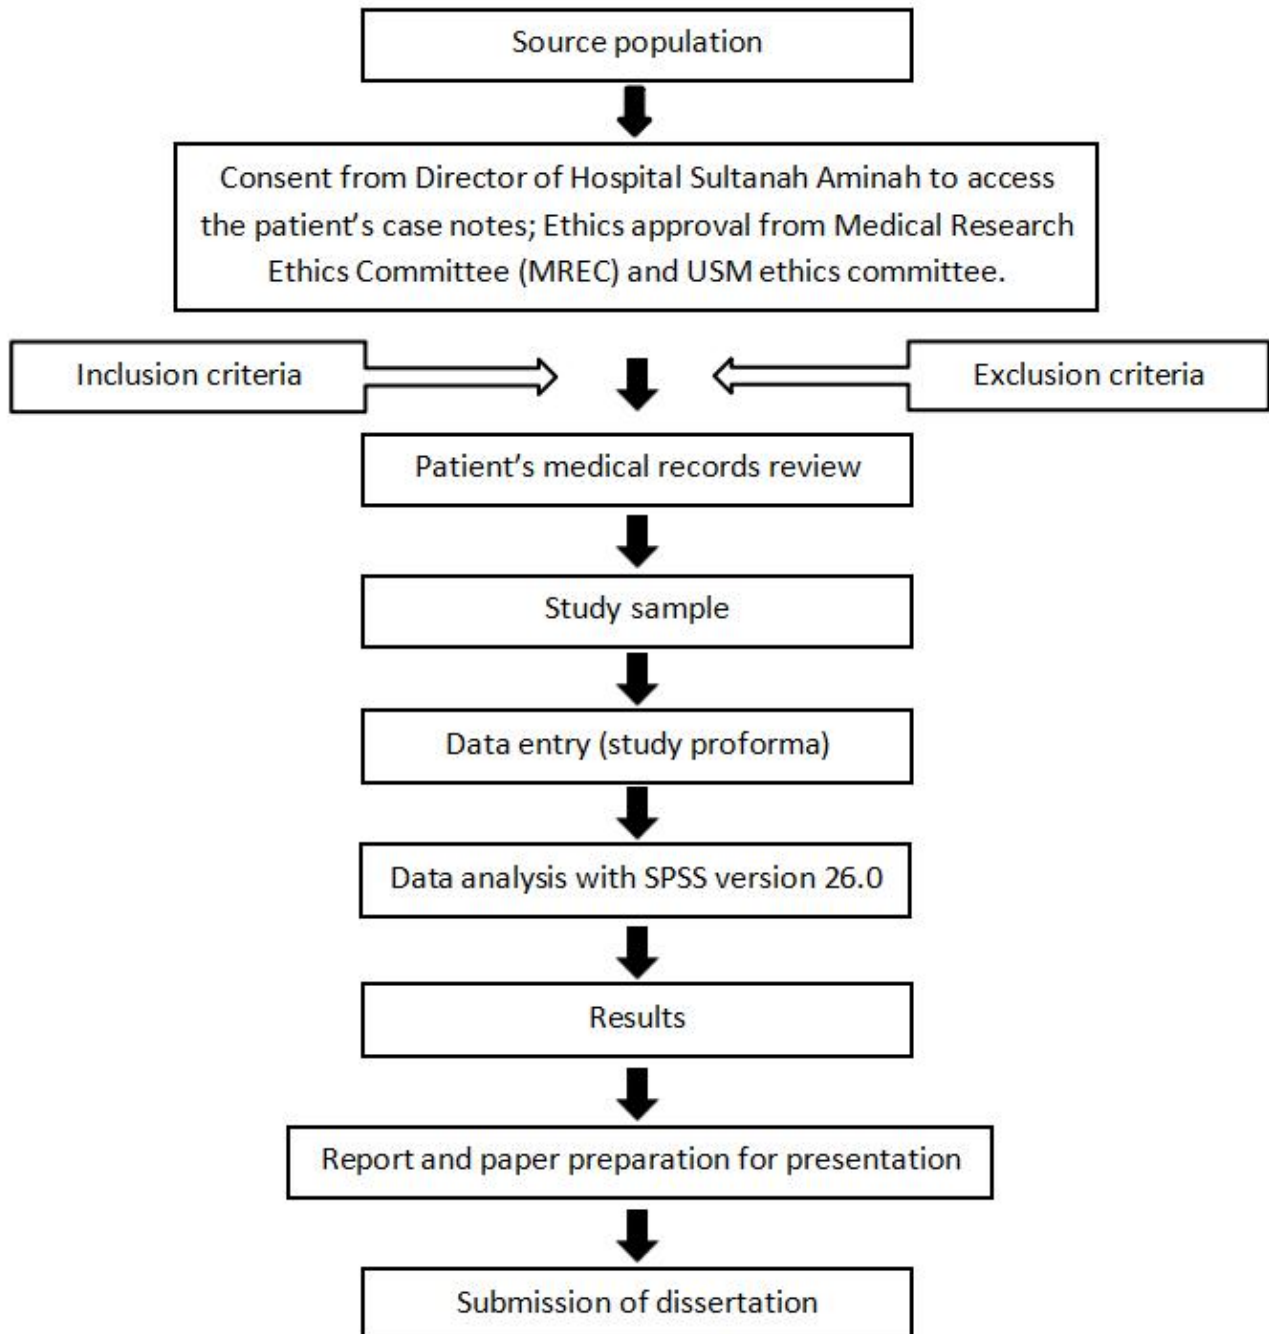 Source population
Consent from Director of Hospital Sultanah Aminah to access
the patient's case notes; Ethics approval from Medical Research
Ethics Committee (MREC) and USM ethics committee.
Inclusion criteria
Exclusion criteria
Patient's medical records review
Study sample
Data entry (study proforma)
Data analysis with SPSS version 26.0
Results
Report and paper preparation for presentation
Submission of dissertation